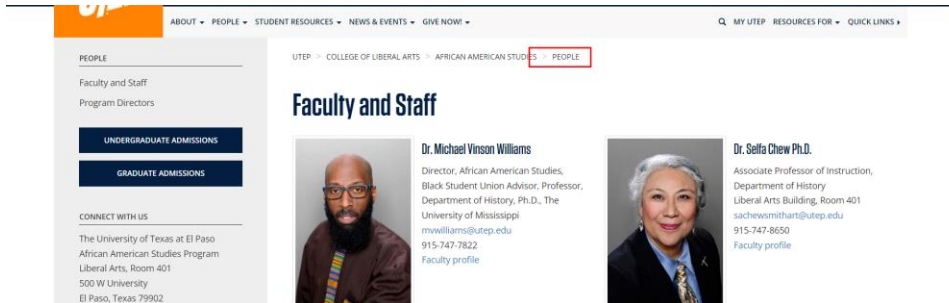 ABOUT PEOPLE STUDENT RESOURCES NEWS & EVENTS GIVE NOW!
MY UTEP RESOURCES FOR QUICK LINKS
PEOPLE
Faculty and Staff
Program Directors
UNDERGRADUATE ADMISSIONS
GRADUATE ADMISSIONS
CONNECT WITH US
The University of Texas at El Paso
African American Studies Program
Liberal Arts, Room 401
500 W University
El Paso, Texas 79902
UTEP > COLLEGE OF LIBERAL ARTS > AFRICAN AMERICAN STUDIES > PEOPLE
Faculty and Staff
Dr. Michael Vinson Williams
Director, African American Studies,
Black Student Union Advisor, Professor,
Department of History, Ph.D., The
University of Mississippi
mvwilliams@utep.edu
915-747-7822
Faculty profile
Dr. Selfa Chew Ph.D.
Associate Professor of Instruction,
Department of History
Liberal Arts Building, Room 401
sachewsmithart@utep.edu
915-747-8650
Faculty profile